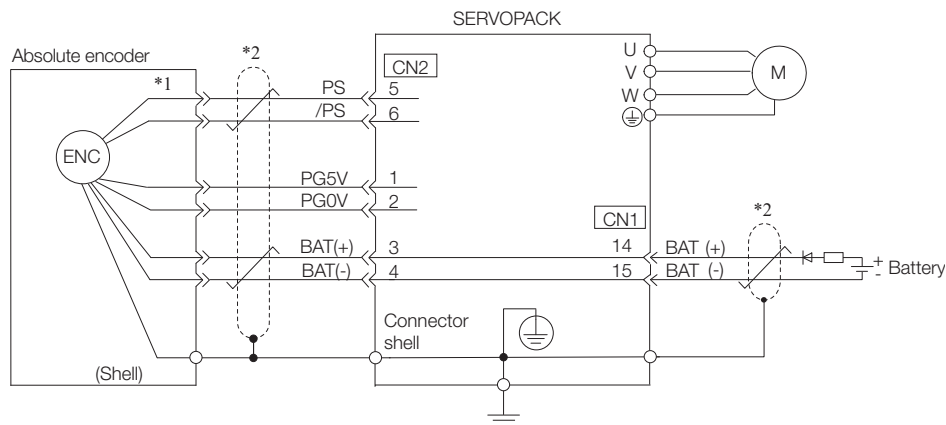 SERVOPACK
Absolute encoder
*2
U
CN2
V
M
*1
PS
5
W
/PS
6
ENC
PG5V
1
PG0V
2
CN1
*2
BAT(+)
3
14
BAT (+)
+
BAT(-)
4
15
BAT (-)
-
Battery
Connector
shell
(Shell)